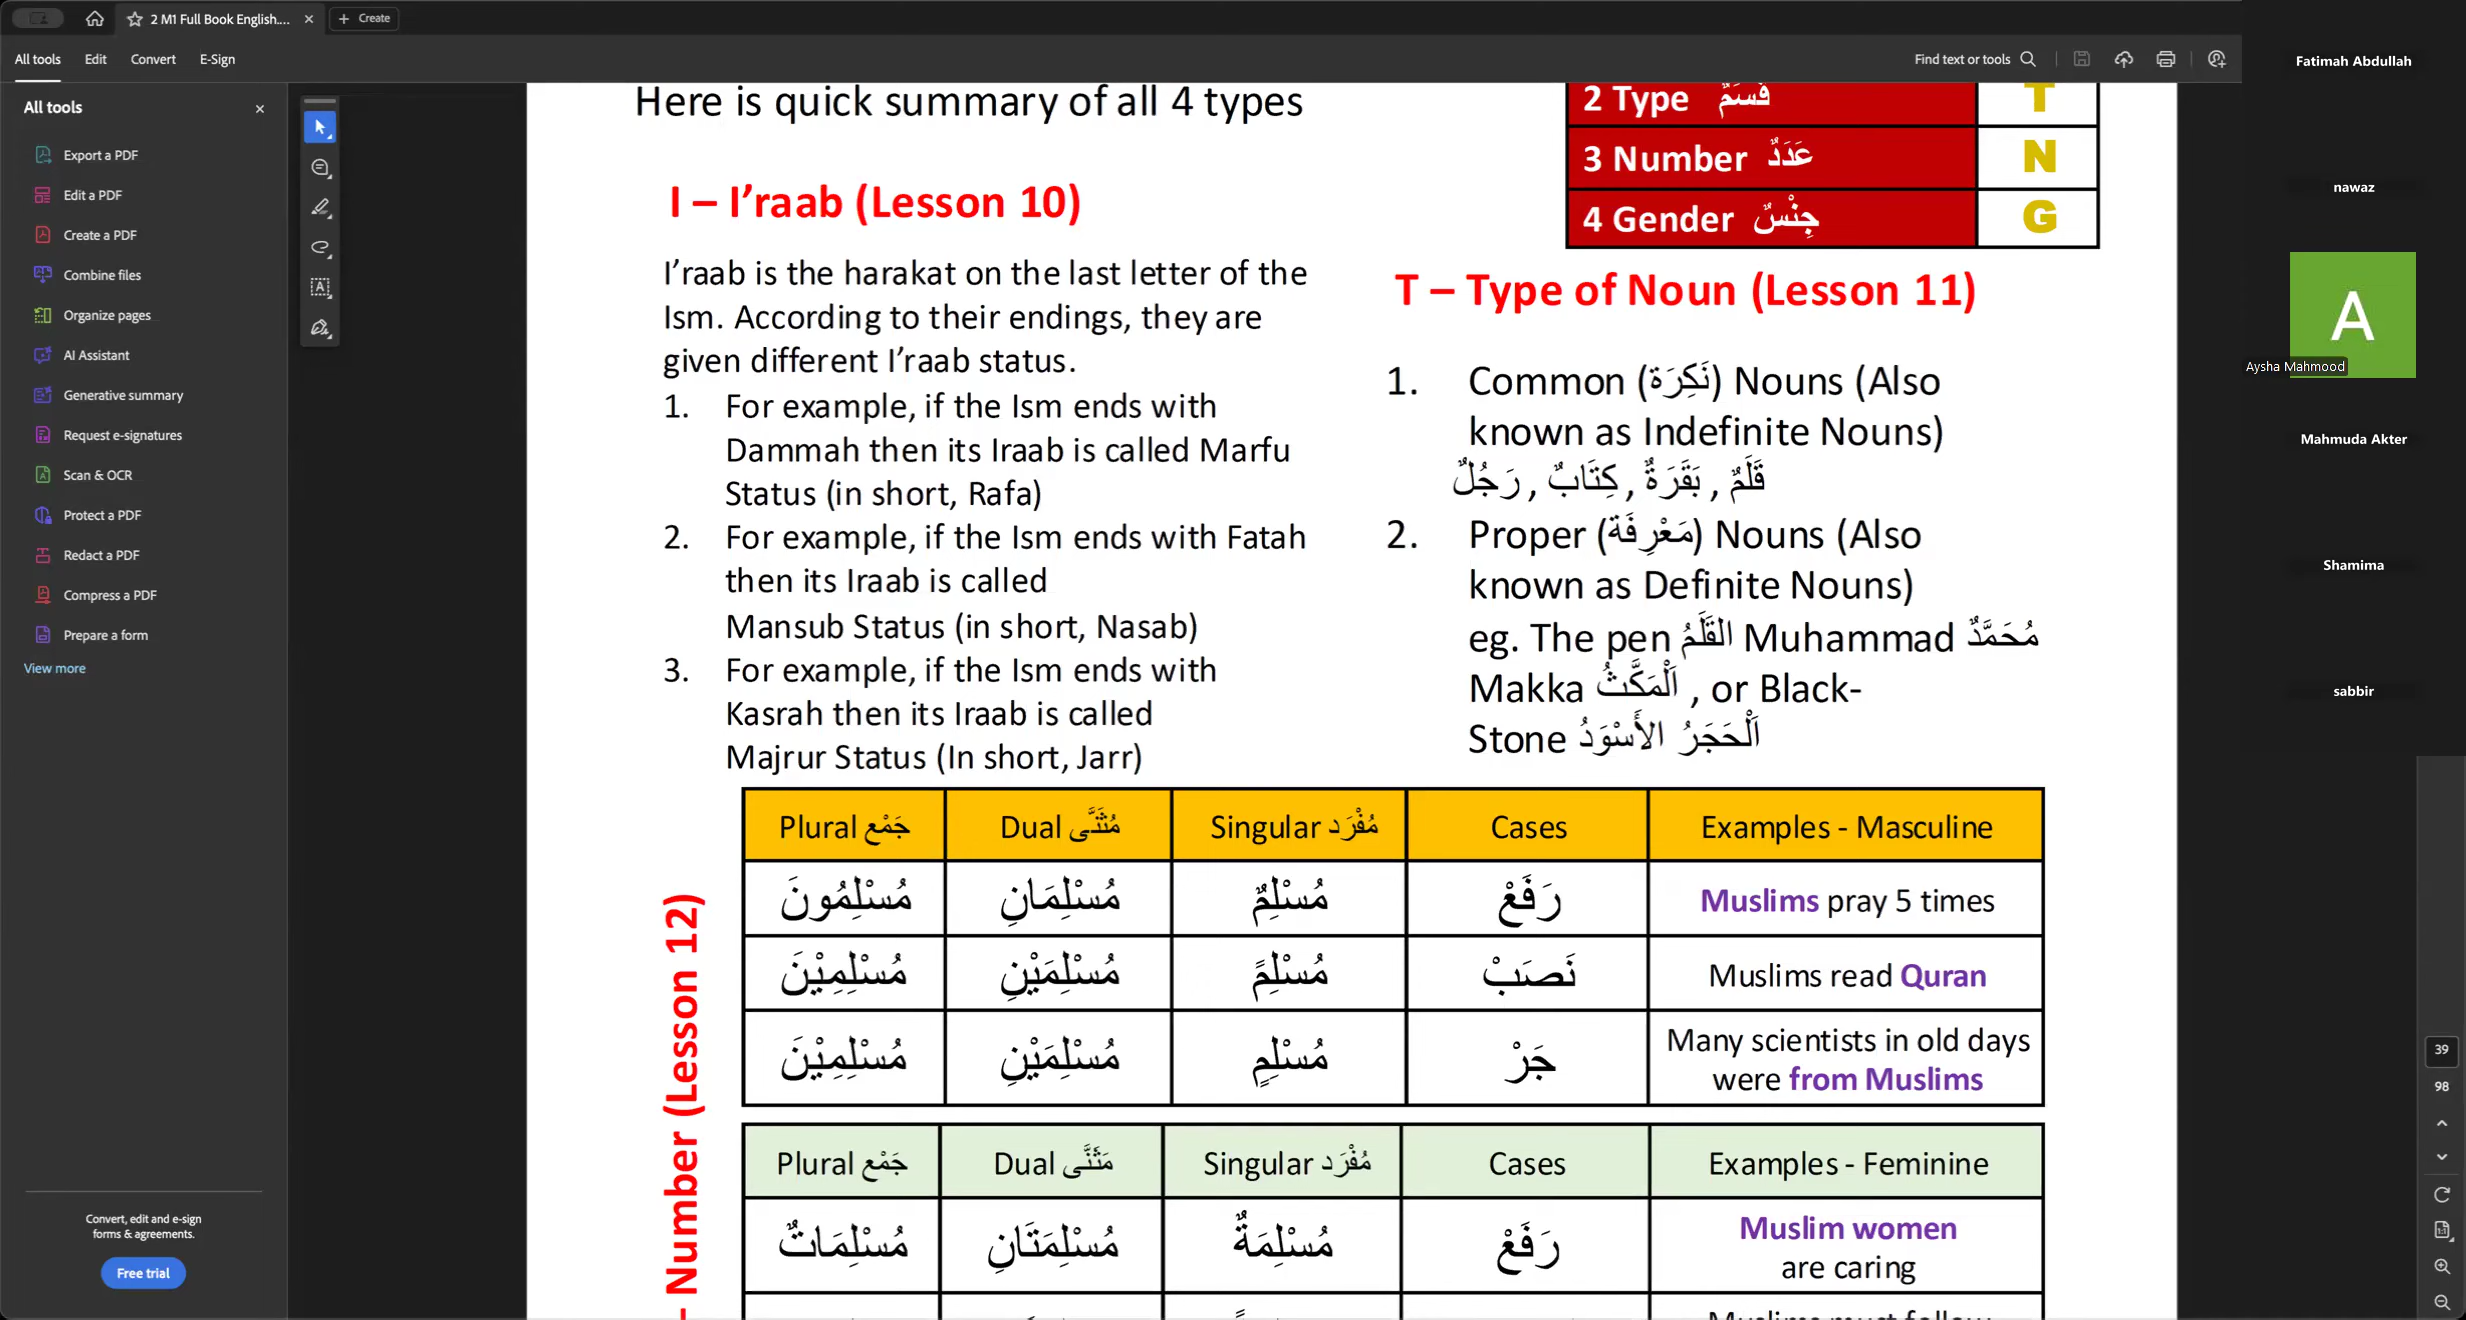 2 M1 Full Book English....
Create
All tools
Edit
Convert
E-Sign
Find text or tools
All tools
Export a PDF
Edit a PDF
Create a PDF
Combine files
Organize pages
AI Assistant
Generative summary
Request e-signatures
Scan & OCR
Protect a PDF
Redact a PDF
Compress a PDF
Prepare a form
View more
Convert, edit and e-sign
forms & agreements.
Free trial
Here is quick summary of all 4 types
2 Type قَسَمٌ T
3 Number عَدَدٌ N
4 Gender جِنْسٌ G
I – I’raab (Lesson 10)
I’raab is the harakat on the last letter of the
Ism. According to their endings, they are
given different I’raab status.
1. For example, if the Ism ends with
Dammah then its Iraab is called Marfu
Status (in short, Rafa)
2. For example, if the Ism ends with Fatah
then its Iraab is called
Mansub Status (in short, Nasab)
3. For example, if the Ism ends with
Kasrah then its Iraab is called
Majrur Status (In short, Jarr)
T – Type of Noun (Lesson 11)
1. Common (نَكِرَة) Nouns (Also
known as Indefinite Nouns)
قَلَمٌ , بَقَرَةٌ , كِتَابٌ , رَجُلٌ
2. Proper (مَعْرِفَة) Nouns (Also
known as Definite Nouns)
eg. The pen القَلَمُ Muhammad مُحَمَّدٌ
Makka اَلْمَكَّثُ , or Black-
Stone اَلْحَجَرُ الأَسْوَدُ
– Number (Lesson 12)
Plural جَمْع Dual مُثَنَّى Singular مُفْرَد Cases Examples - Masculine
مُسْلِمُونَ مُسْلِمَانِ مُسْلِمٌ رَفَعْ Muslims pray 5 times
مُسْلِمِيْنَ مُسْلِمَيْنِ مُسْلِمً نَصَبْ Muslims read Quran
مُسْلِمِيْنَ مُسْلِمَيْنِ مُسْلِمٍ جَرْ Many scientists in old days
were from Muslims
Plural جَمْع Dual مَثَنَّى Singular مُفْرَد Cases Examples - Feminine
مُسْلِمَاتٌ مُسْلِمَتَانِ مُسْلِمَةٌ رَفَعْ Muslim women
are caring
Muslims must follow
Fatimah Abdullah
nawaz
A
Aysha Mahmood
Mahmuda Akter
Shamima
sabbir
39
98